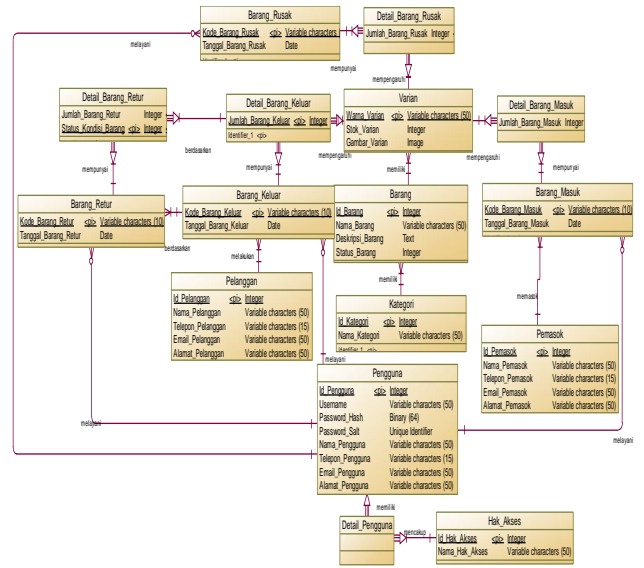 Barang_Rusak
Kode_Barang_Rusak <pi> Variable characters
Tanggal_Barang_Rusak Date
Detail_Barang_Rusak
Jumlah_Barang_Rusak Integer
melayani
mempunyai
mempengaruhi
Detail_Barang_Retur
Jumlah_Barang_Retur Integer
Status_Kondisi_Barang <pi> Integer
Detail_Barang_Keluar
Jumlah_Barang_Keluar <pi> Integer
Identifier_1 <pi>
Varian
Warna_Varian <pi> Variable characters (50)
Stok_Varian Integer
Gambar_Varian Image
Detail_Barang_Masuk
Jumlah_Barang_Masuk Integer
berdasarkan
mempengaruhi
mempengaruhi
mempunyai
mempunyai
memiliki
mempunyai
Barang_Retur
Kode_Barang_Retur <pi> Variable characters (10)
Tanggal_Barang_Retur Date
Barang_Keluar
Kode_Barang_Keluar <pi> Variable characters (10)
Tanggal_Barang_Keluar Date
Barang
Id_Barang <pi> Integer
Nama_Barang Variable characters (50)
Deskripsi_Barang Text
Status_Barang Integer
Barang_Masuk
Kode_Barang_Masuk <pi> Variable characters (10)
Tanggal_Barang_Masuk Date
berdasarkan
melakukan
memiliki
memasok
Pelanggan
Id_Pelanggan <pi> Integer
Nama_Pelanggan Variable characters (50)
Telepon_Pelanggan Variable characters (15)
Email_Pelanggan Variable characters (50)
Alamat_Pelanggan Variable characters (50)
Kategori
Id_Kategori <pi> Integer
Nama_Kategori Variable characters (50)
Identifier_1 <pi>
Pemasok
Id_Pemasok <pi> Integer
Nama_Pemasok Variable characters (50)
Telepon_Pemasok Variable characters (15)
Email_Pemasok Variable characters (50)
Alamat_Pemasok Variable characters (50)
melayani
Pengguna
Id_Pengguna <pi> Integer
Username Variable characters (50)
Password_Hash Binary (64)
Password_Salt Unique Identifier
Nama_Pengguna Variable characters (50)
Telepon_Pengguna Variable characters (15)
Email_Pengguna Variable characters (50)
Alamat_Pengguna Variable characters (50)
melayani
melayani
memiliki
Detail_Pengguna
mencakup
Hak_Akses
Id_Hak_Akses <pi> Integer
Nama_Hak_Akses Variable characters (50)